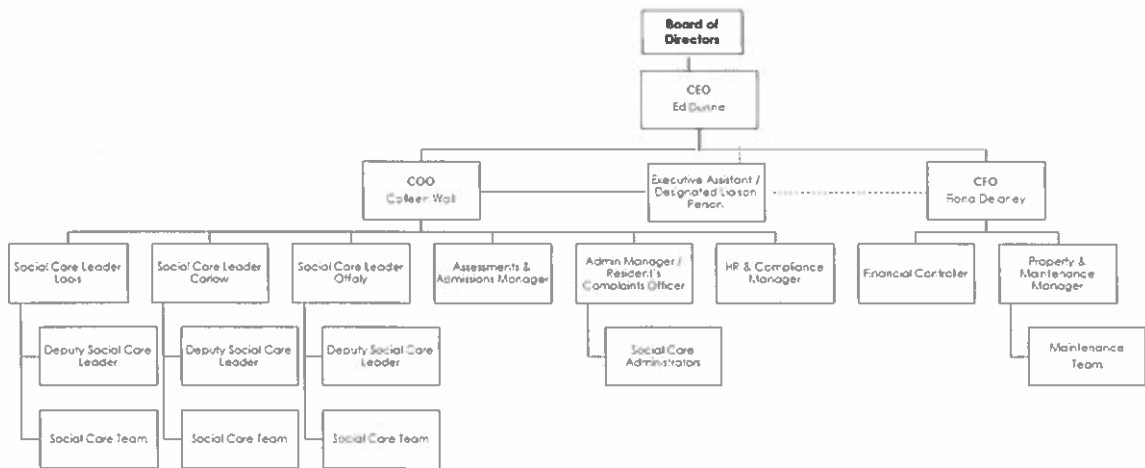 Board of
Directors
CEO
Ed Dunne
COO
Colleen Wall
Executive Assistant /
Designated Liaison
Person
CFO
Fiona Delaney
Social Care Leader
Laois
Social Care Leader
Carlow
Social Care Leader
Offaly
Assessments &
Admissions Manager
Admin Manager /
Resident's
Complaints Officer
HR & Compliance
Manager
Financial Controller
Property &
Maintenance
Manager
Deputy Social Care
Leader
Deputy Social Care
Leader
Deputy Social Care
Leader
Social Care
Administrators
Maintenance
Team
Social Care Team
Social Care Team
Social Care Team